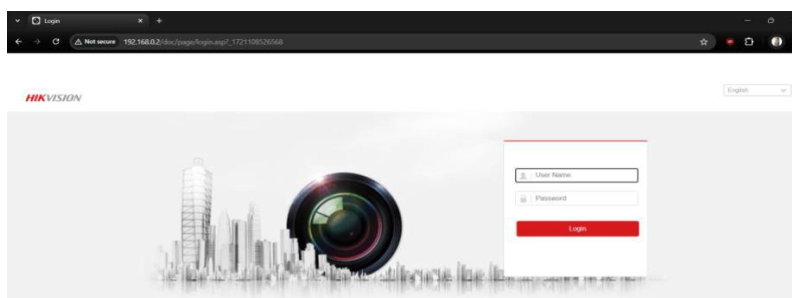 Login
Not secure 192.168.0.2/doc/page/login.asp?_1721108526568
English
HIKVISION
User Name
Password
Login